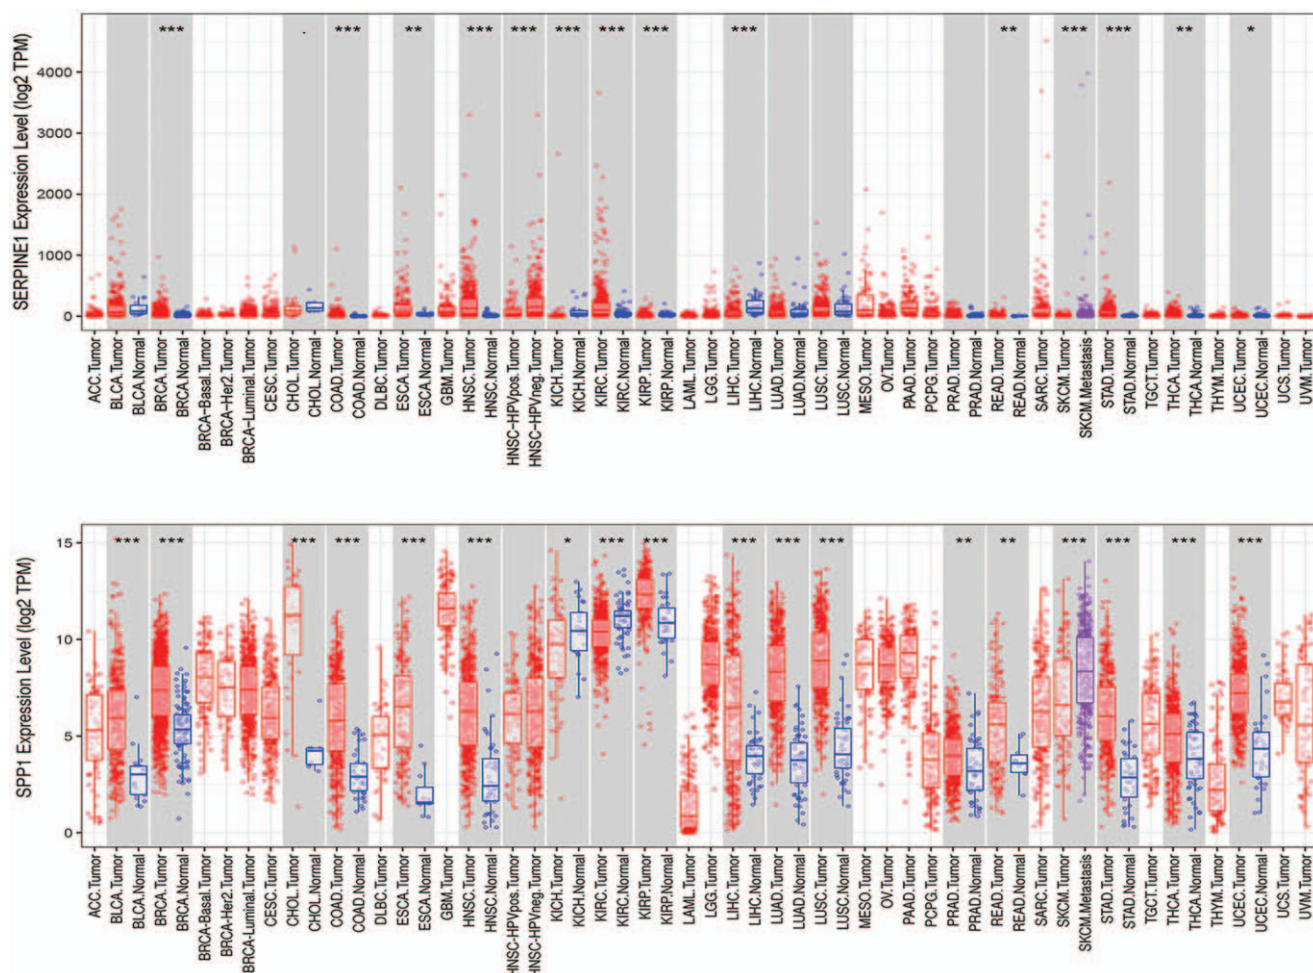 *** . *** ** *** *** *** *** *** *** ** *** *** ** *
SERPINE1 Expression Level (log2 TPM)
4000
3000
2000
1000
0
ACC.Tumor
BLCA.Tumor
BLCA.Normal
BRCA.Tumor
BRCA.Normal
BRCA-Basal.Tumor
BRCA-Her2.Tumor
BRCA-Luminal.Tumor
CESC.Tumor
CHOL.Tumor
CHOL.Normal
COAD.Tumor
COAD.Normal
DLBC.Tumor
ESCA.Tumor
ESCA.Normal
GBM.Tumor
HNSC.Tumor
HNSC.Normal
HNSC-HPVpos.Tumor
HNSC-HPVneg.Tumor
KICH.Tumor
KICH.Normal
KIRC.Tumor
KIRC.Normal
KIRP.Tumor
KIRP.Normal
LAML.Tumor
LGG.Tumor
LIHC.Tumor
LIHC.Normal
LUAD.Tumor
LUAD.Normal
LUSC.Tumor
LUSC.Normal
MESO.Tumor
OV.Tumor
PAAD.Tumor
PCPG.Tumor
PRAD.Tumor
PRAD.Normal
READ.Tumor
READ.Normal
SARC.Tumor
SKCM.Tumor
SKCM.Metastasis
STAD.Tumor
STAD.Normal
TGCT.Tumor
THCA.Tumor
THCA.Normal
THYM.Tumor
UCEC.Tumor
UCEC.Normal
UCS.Tumor
UVM.Tumor
*** *** *** *** *** *** * *** *** *** *** *** ** ** *** *** *** ***
SPP1 Expression Level (log2 TPM)
15
10
5
0
ACC.Tumor
BLCA.Tumor
BLCA.Normal
BRCA.Tumor
BRCA.Normal
BRCA-Basal.Tumor
BRCA-Her2.Tumor
BRCA-Luminal.Tumor
CESC.Tumor
CHOL.Tumor
CHOL.Normal
COAD.Tumor
COAD.Normal
DLBC.Tumor
ESCA.Tumor
ESCA.Normal
GBM.Tumor
HNSC.Tumor
HNSC.Normal
HNSC-HPVpos.Tumor
HNSC-HPVneg.Tumor
KICH.Tumor
KICH.Normal
KIRC.Tumor
KIRC.Normal
KIRP.Tumor
KIRP.Normal
LAML.Tumor
LGG.Tumor
LIHC.Tumor
LIHC.Normal
LUAD.Tumor
LUAD.Normal
LUSC.Tumor
LUSC.Normal
MESO.Tumor
OV.Tumor
PAAD.Tumor
PCPG.Tumor
PRAD.Tumor
PRAD.Normal
READ.Tumor
READ.Normal
SARC.Tumor
SKCM.Tumor
SKCM.Metastasis
STAD.Tumor
STAD.Normal
TGCT.Tumor
THCA.Tumor
THCA.Normal
THYM.Tumor
UCEC.Tumor
UCEC.Normal
UCS.Tumor
UVM.Tumor